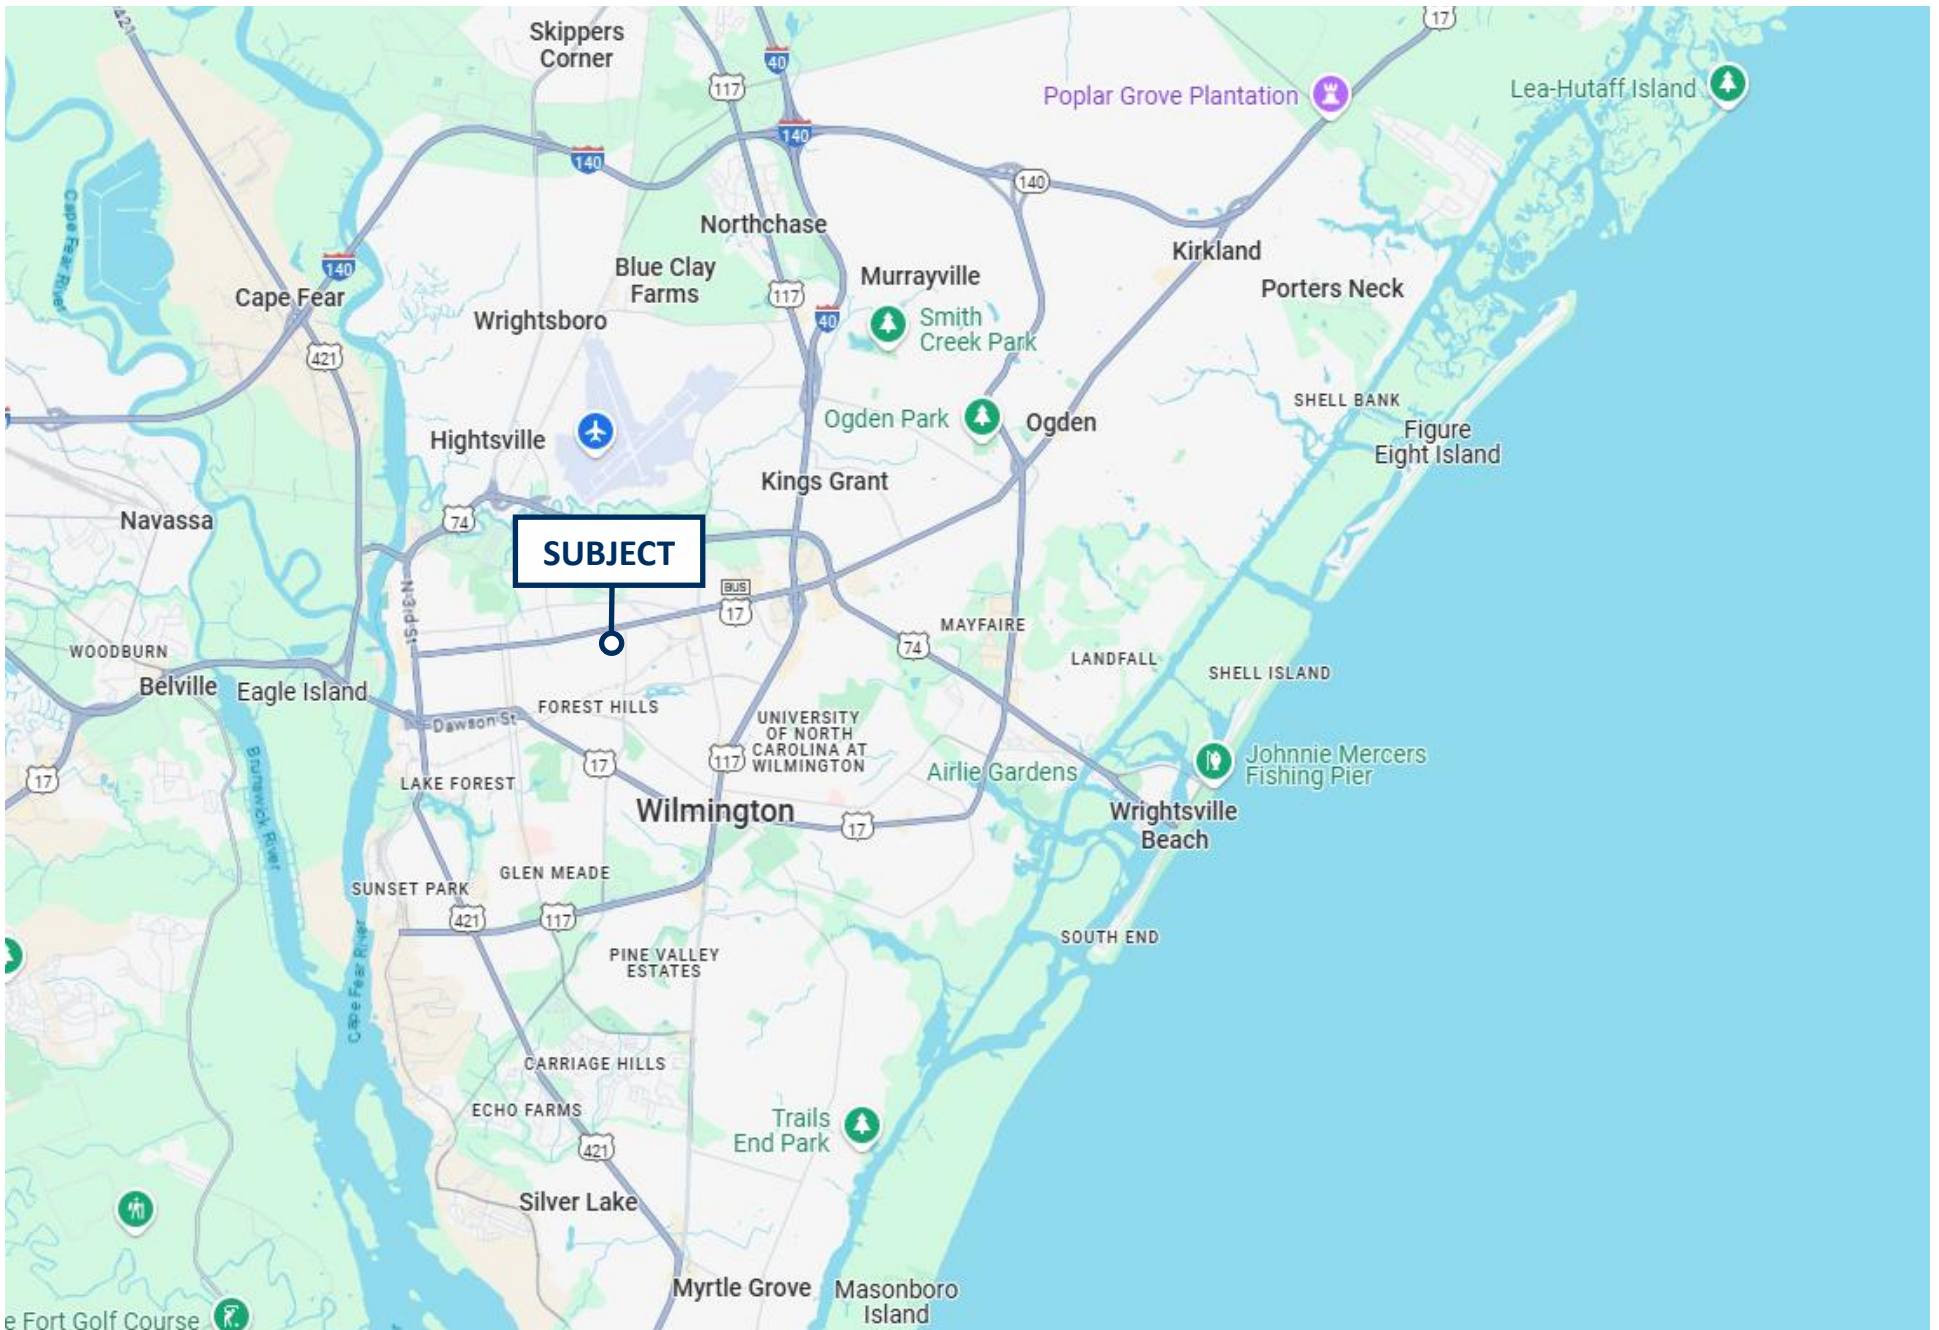 421
Skippers
Corner
40
17
117
Poplar Grove Plantation
Lea-Hutaff Island
140
140
140
Cape Fear River
Northchase
Kirkland
140
Blue Clay
Farms
Murrayville
Porters Neck
Cape Fear
117
Wrightsboro
40
Smith
Creek Park
421
SHELL BANK
Ogden Park
Ogden
Hightsville
Figure
Eight Island
Kings Grant
Navassa
74
SUBJECT
N 3rd St
BUS
17
MAYFAIRE
74
WOODBURN
LANDFALL
SHELL ISLAND
Belville
Eagle Island
FOREST HILLS
Dawson St
UNIVERSITY
OF NORTH
CAROLINA AT
WILMINGTON
117
17
17
Brunswick River
LAKE FOREST
Airlie Gardens
Johnnie Mercers
Fishing Pier
Wilmington
17
Wrightsville
Beach
GLEN MEADE
SUNSET PARK
421
117
Cape Fear River
SOUTH END
PINE VALLEY
ESTATES
CARRIAGE HILLS
ECHO FARMS
Trails
End Park
421
Silver Lake
Myrtle Grove
Masonboro
Island
e Fort Golf Course